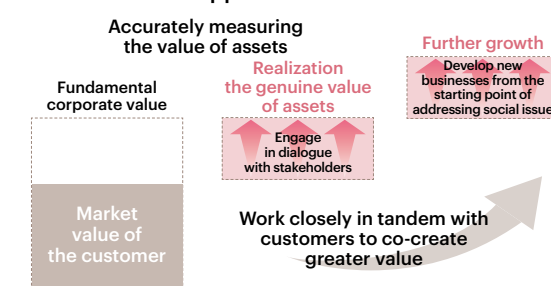 Accurately measuring
the value of assets
Fundamental
corporate value
Market
value of
the customer
Realization
the genuine value
of assets
Engage
in dialogue
with stakeholders
Further growth
Develop new
businesses from the
starting point of
addressing social issue
Work closely in tandem with
customers to co-create
greater value